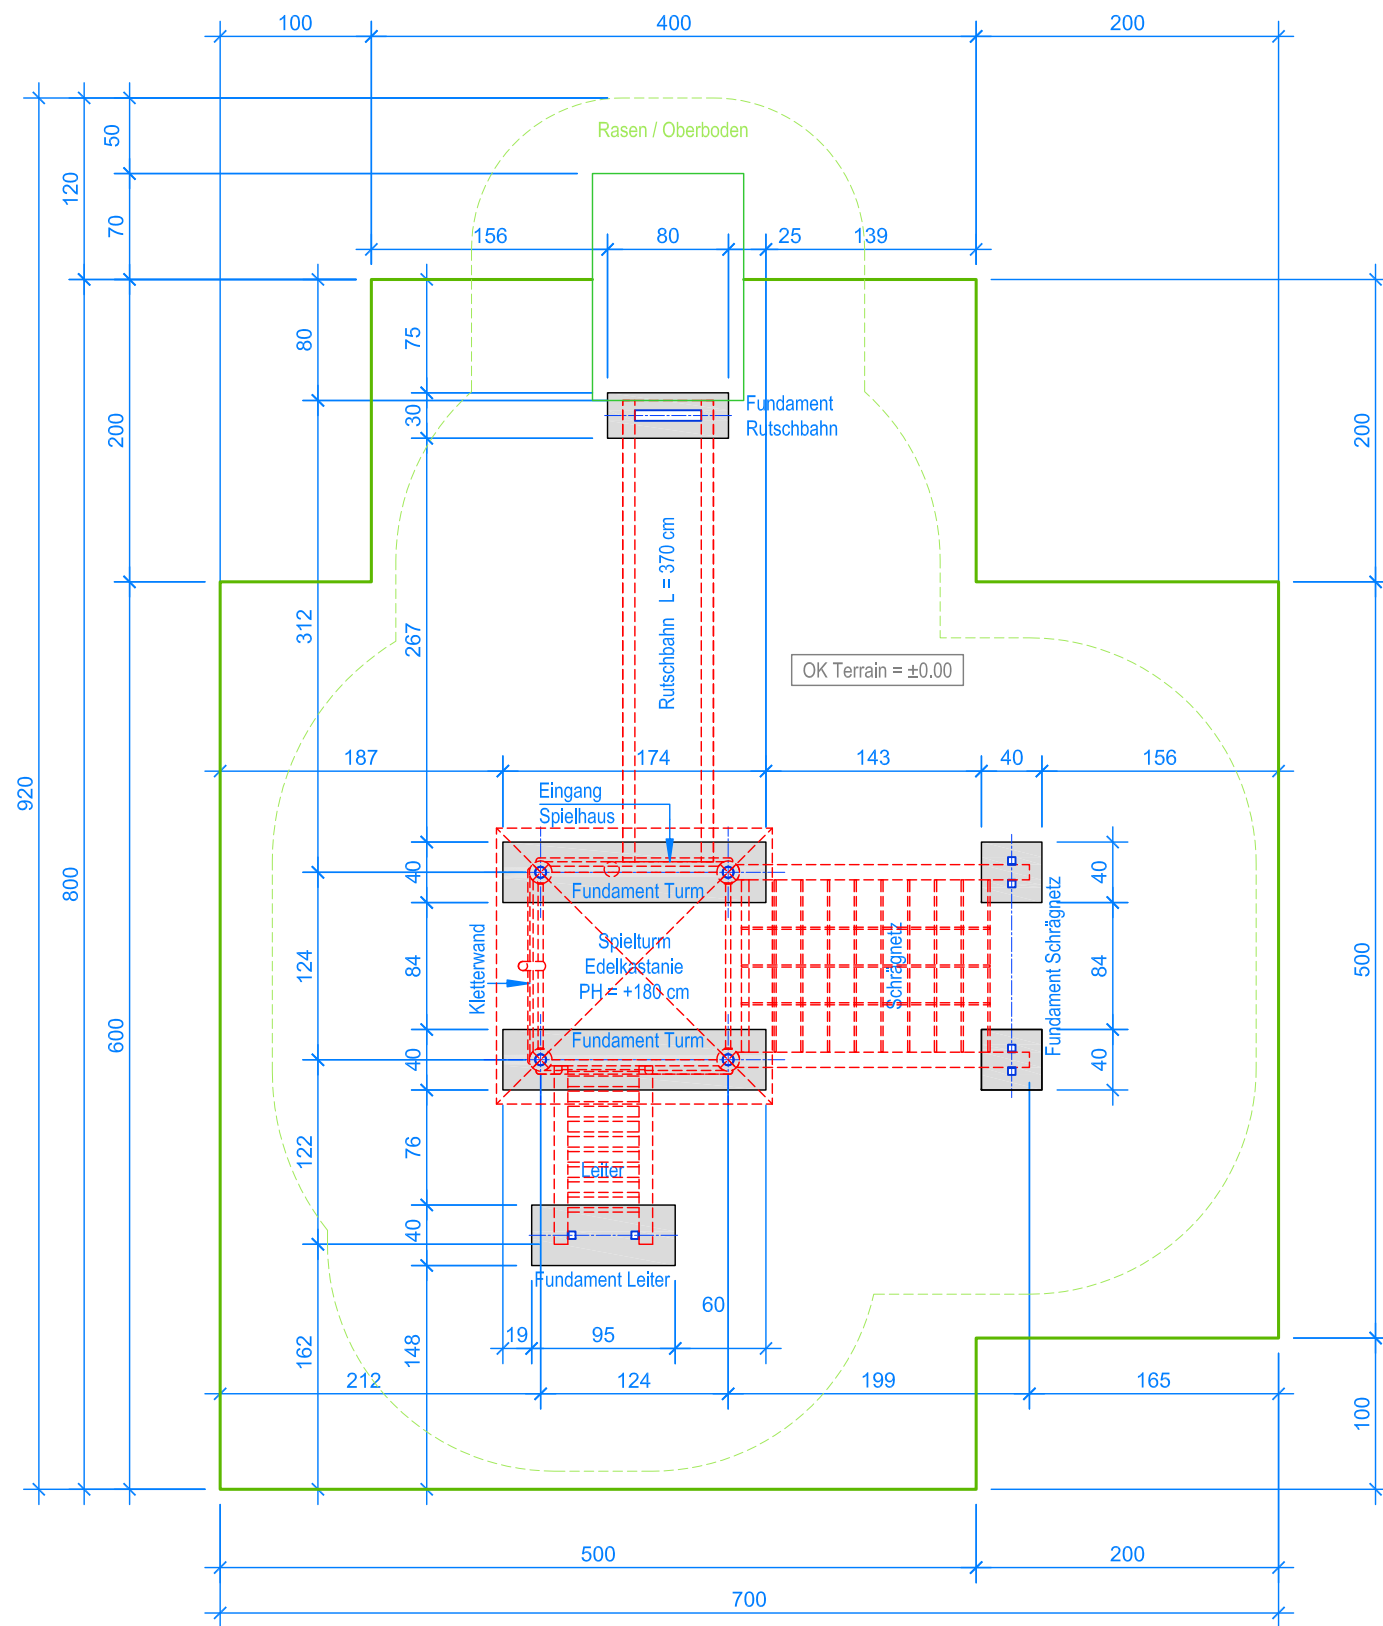 100
400
200
50
Rasen / Oberboden
120
70
156
80
25
139
80
75
30
Fundament
Rutschbahn
200
200
Rutschbahn L = 370 cm
312
267
OK Terrain = ±0.00
187
174
143
40
156
920
800
Eingang
Spielhaus
40
Fundament Turm
40
Kletterwand
Spielturm
Edelkastanie
PH = +180 cm
Schrägnetz
Fundament Schrägnetz
124
84
84
500
600
Fundament Turm
40
40
122
76
Leiter
40
Fundament Leiter
60
19
95
162
148
212
124
199
165
100
500
200
700